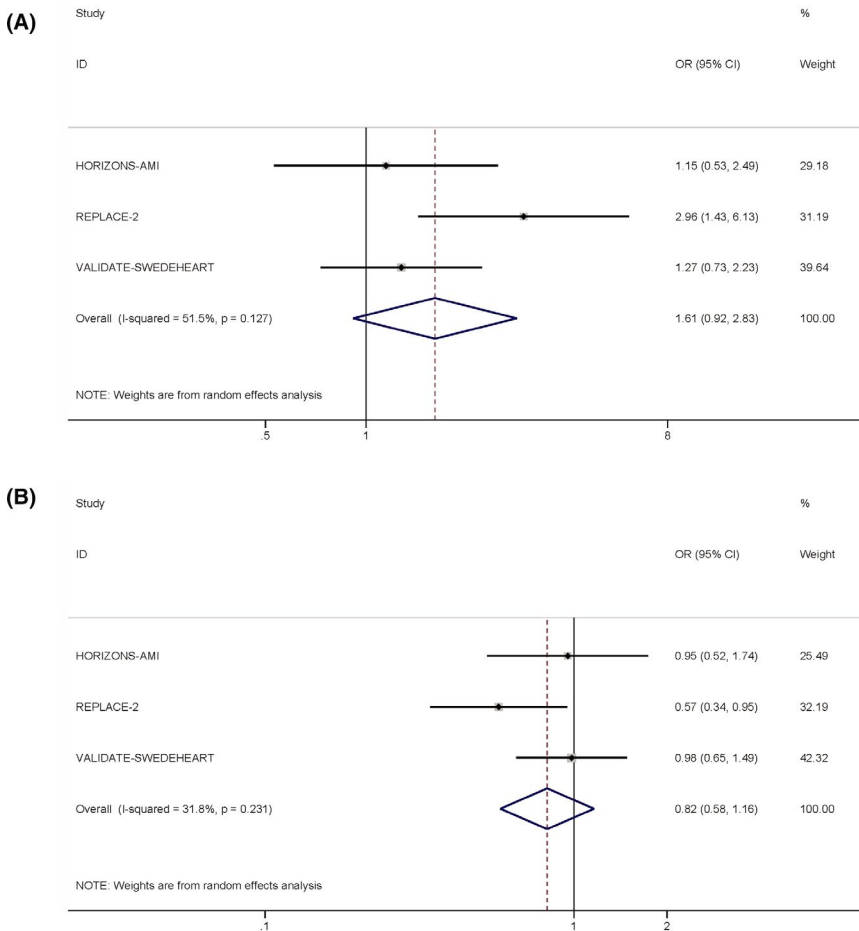 (A)
Study %
ID OR (95% CI) Weight
HORIZONS-AMI 1.15 (0.53, 2.49) 29.18
REPLACE-2 2.96 (1.43, 6.13) 31.19
VALIDATE-SWEDEHEART 1.27 (0.73, 2.23) 39.64
Overall (I-squared = 51.5%, p = 0.127) 1.61 (0.92, 2.83) 100.00
NOTE: Weights are from random effects analysis
.5 1 8
(B)
Study %
ID OR (95% CI) Weight
HORIZONS-AMI 0.95 (0.52, 1.74) 25.49
REPLACE-2 0.57 (0.34, 0.95) 32.19
VALIDATE-SWEDEHEART 0.98 (0.65, 1.49) 42.32
Overall (I-squared = 31.8%, p = 0.231) 0.82 (0.58, 1.16) 100.00
NOTE: Weights are from random effects analysis
.1 1 2